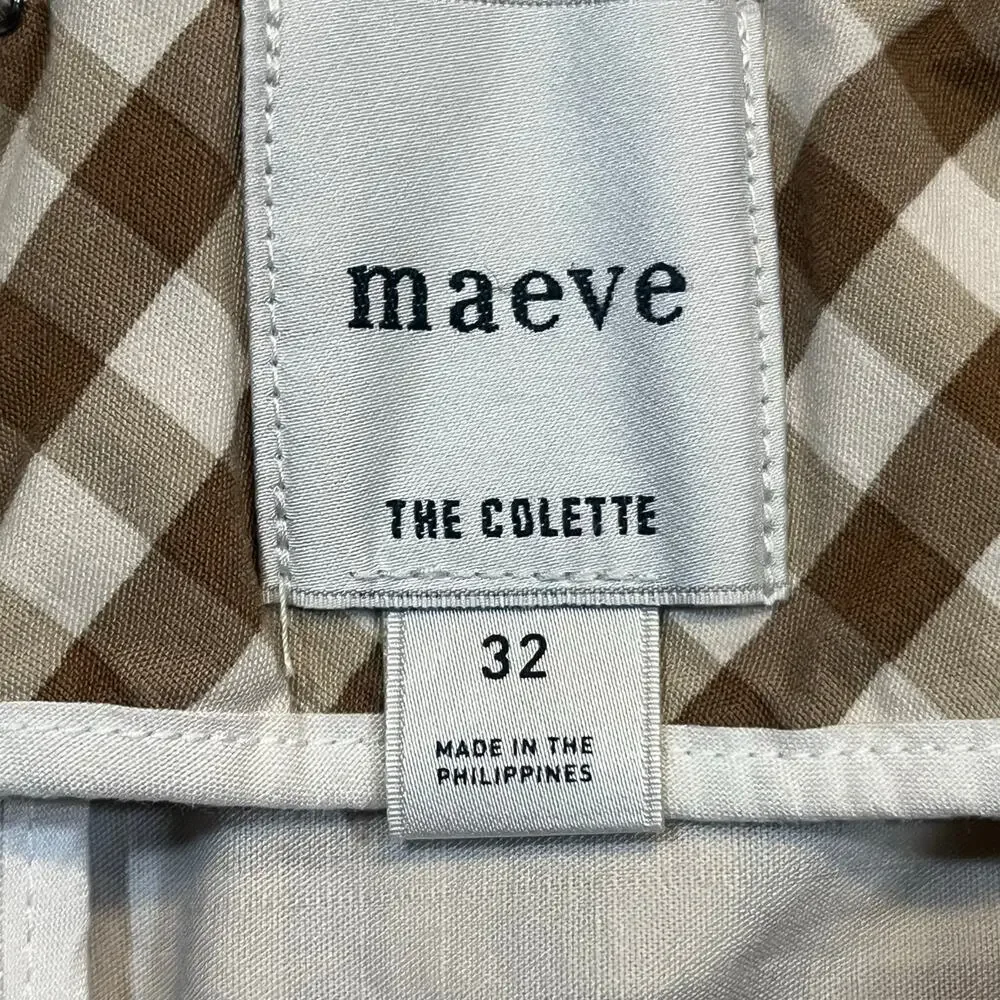 maeve
THE COLETTE
32
MADE IN THE
PHILIPPINES